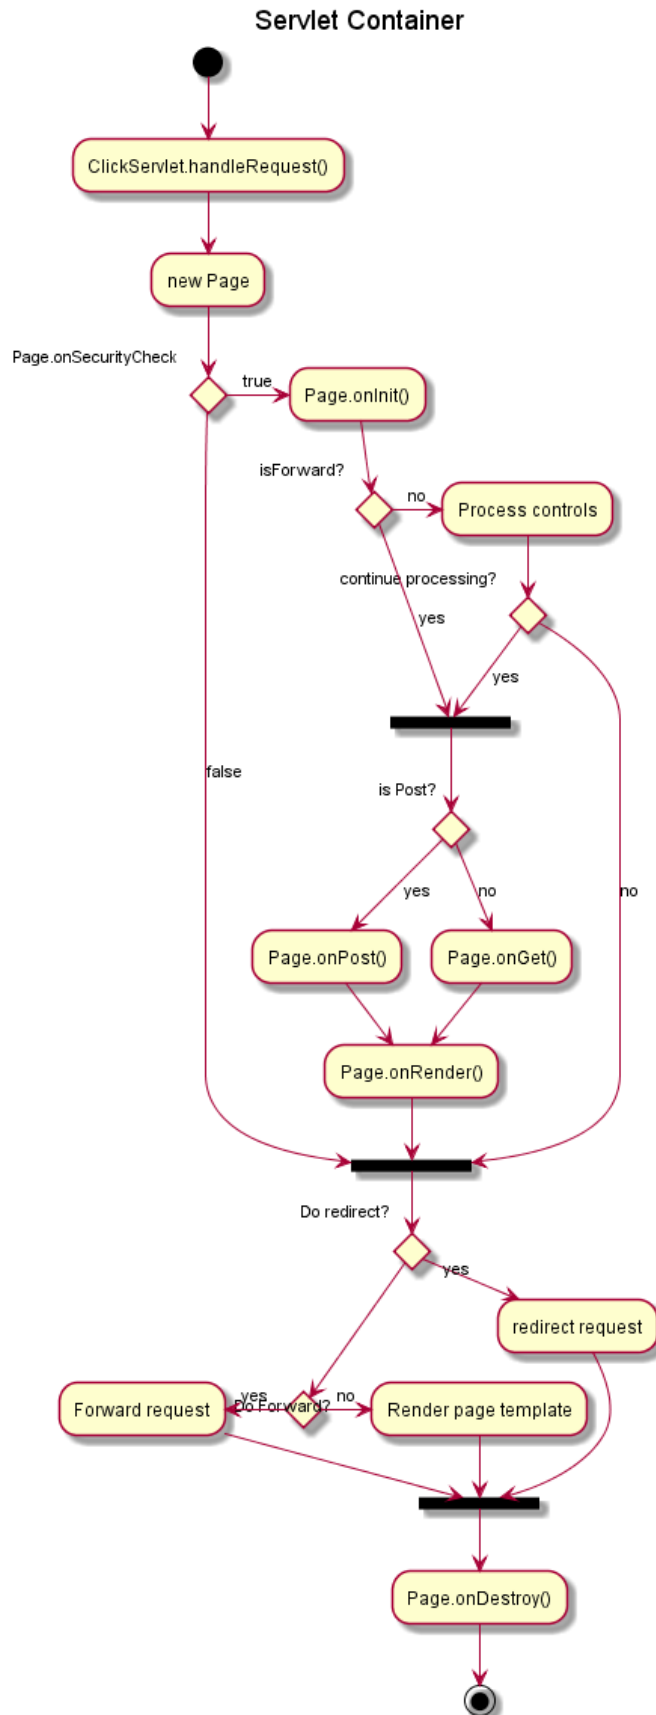 Servlet Container
ClickServlet.handleRequest()
new Page
Page.onSecurityCheck
true
Page.onInit()
isForward?
no
Process controls
continue processing?
yes
yes
false
is Post?
yes
no
no
Page.onPost()
Page.onGet()
Page.onRender()
Do redirect?
yes
redirect request
Forward request
yes
Do Forward?
no
Render page template
Page.onDestroy()